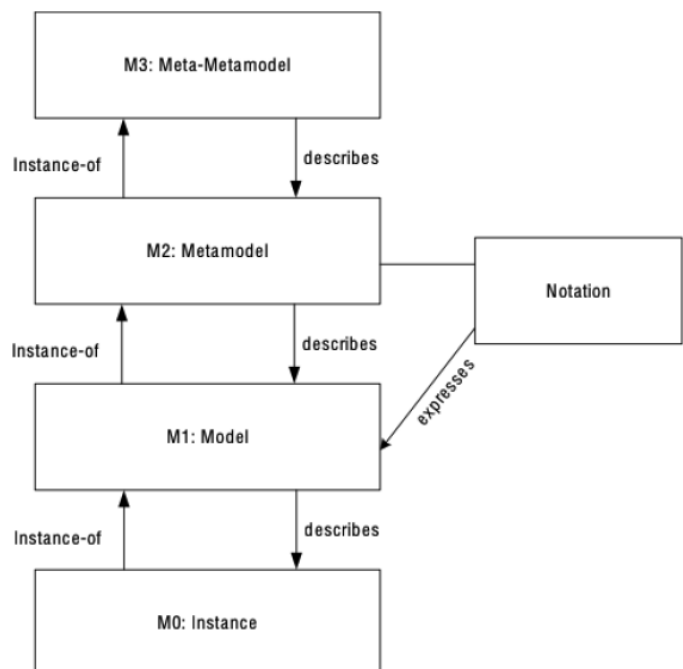 M3: Meta-Metamodel
Instance-of
describes
M2: Metamodel
Notation
Instance-of
describes
expresses
M1: Model
Instance-of
describes
M0: Instance